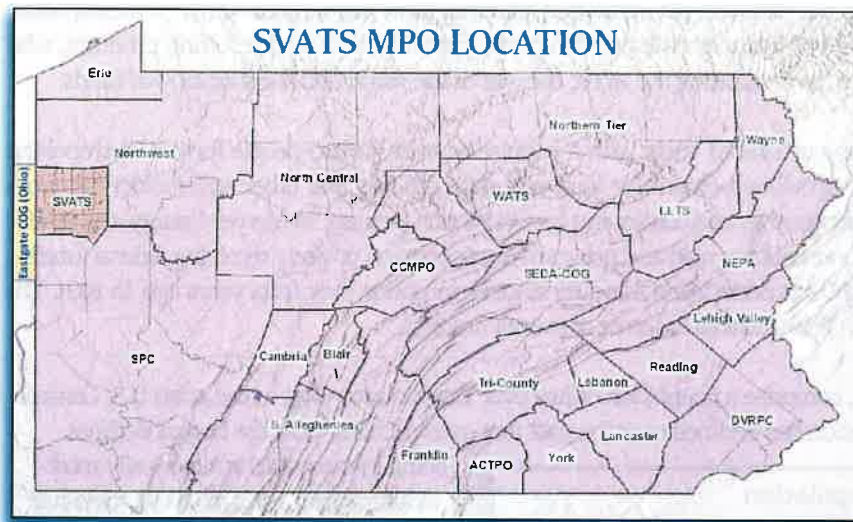 SVATS MPO LOCATION
Erie
Northwest
Northern Tier
Wayne
North Central
WATS
SVATS
LLTS
Eastgate COG (Ohio)
CCMPO
SEDA-COG
NEPA
Lehigh Valley
SPC
Cambria
Blair
Reading
Tri-County
Lebanon
S. Alleghenies
Lancaster
DVRPC
Franklin
ACTPO
York